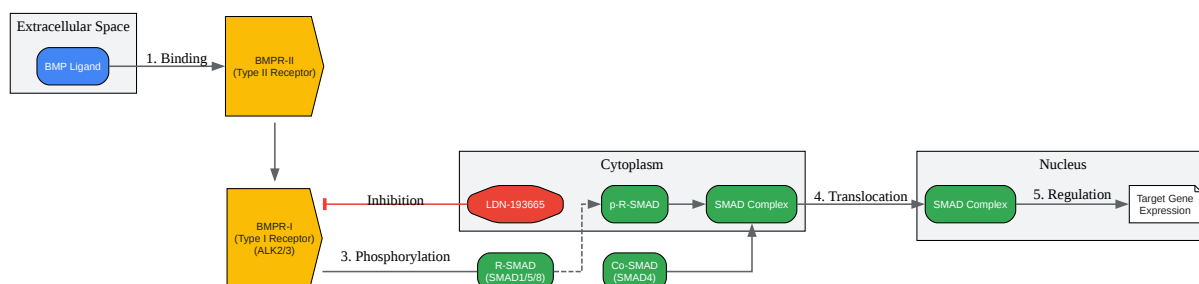 Extracellular Space
BMP Ligand
1. Binding
BMPR-II
(Type II Receptor)
Cytoplasm
Nucleus
BMPR-I
(Type I Receptor)
(ALK2/3)
Inhibition
LDN-193665
p-R-SMAD
SMAD Complex
4. Translocation
SMAD Complex
5. Regulation
Target Gene
Expression
3. Phosphorylation
R-SMAD
(SMAD1/5/8)
Co-SMAD
(SMAD4)